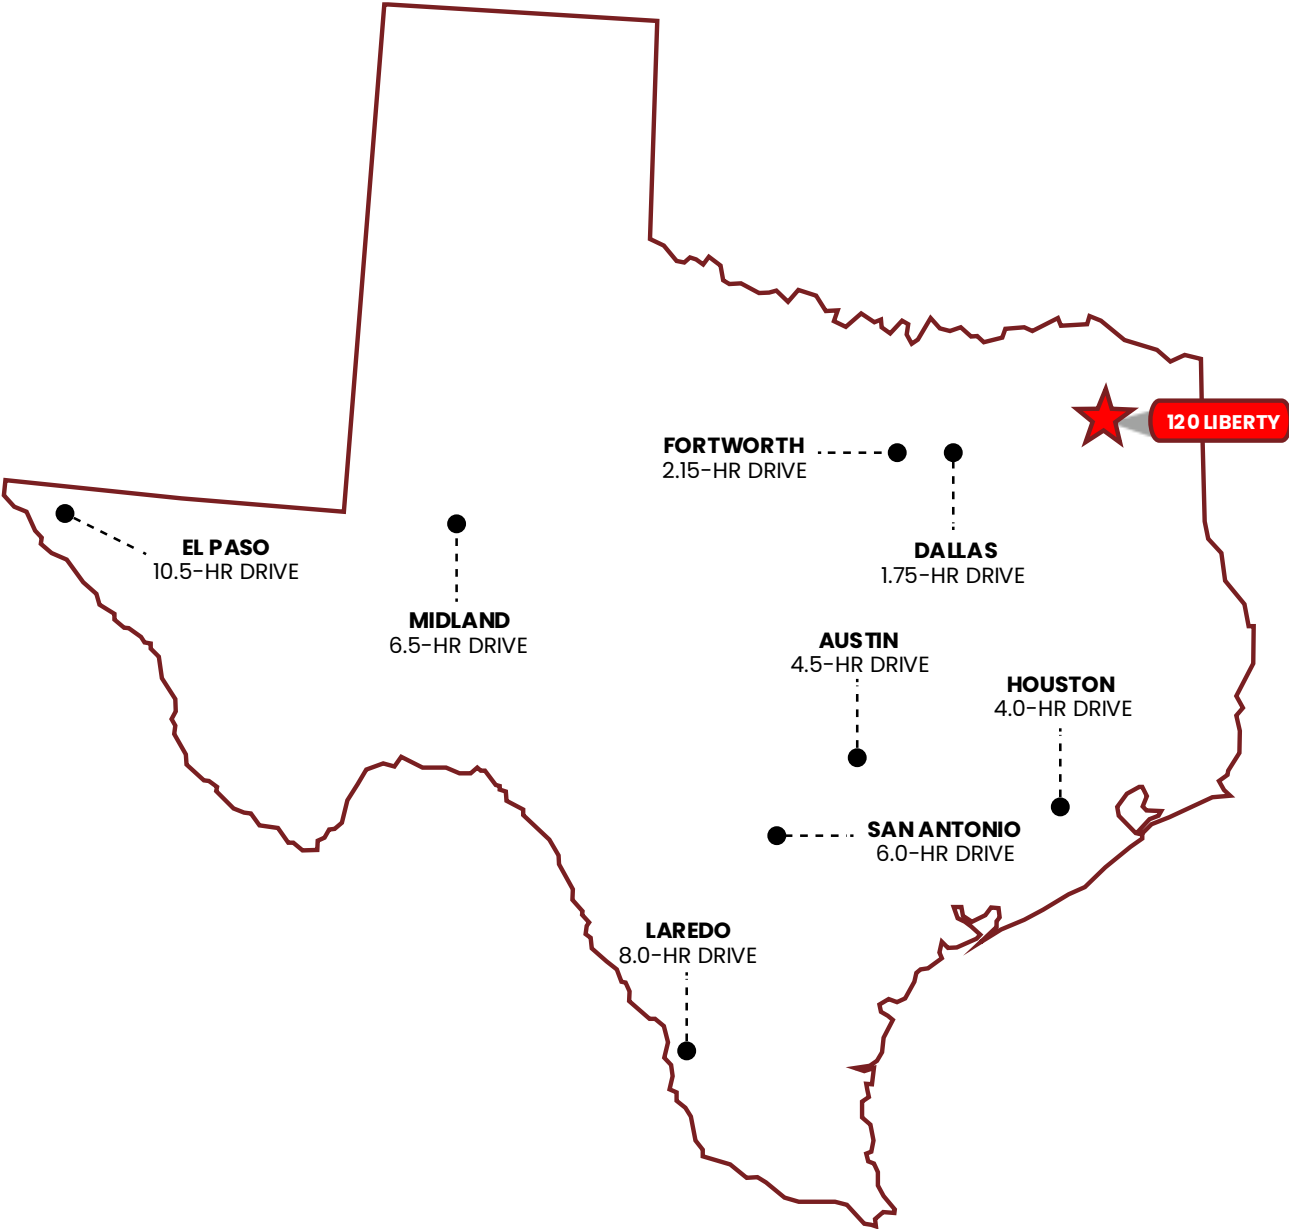 120 LIBERTY
FORTWORTH
2.15-HR DRIVE
DALLAS
1.75-HR DRIVE
EL PASO
10.5-HR DRIVE
MIDLAND
6.5-HR DRIVE
AUSTIN
4.5-HR DRIVE
HOUSTON
4.0-HR DRIVE
SAN ANTONIO
6.0-HR DRIVE
LAREDO
8.0-HR DRIVE